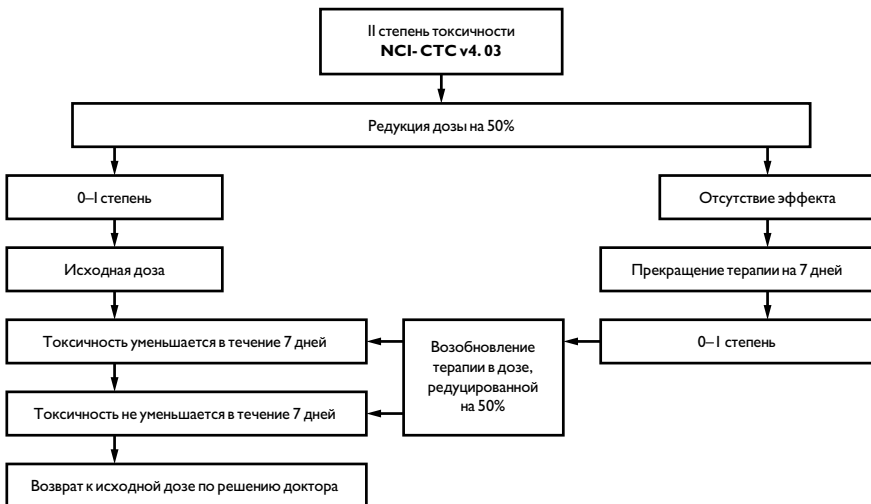 II степень токсичности
NCI- CTC v4. 03
Редукция дозы на 50%
0–I степень
Отсутствие эффекта
Исходная доза
Прекращение терапии на 7 дней
Токсичность уменьшается в течение 7 дней
Возобновление
терапии в дозе,
редуцированной
на 50%
0–I степень
Токсичность не уменьшается в течение 7 дней
Возврат к исходной дозе по решению доктора